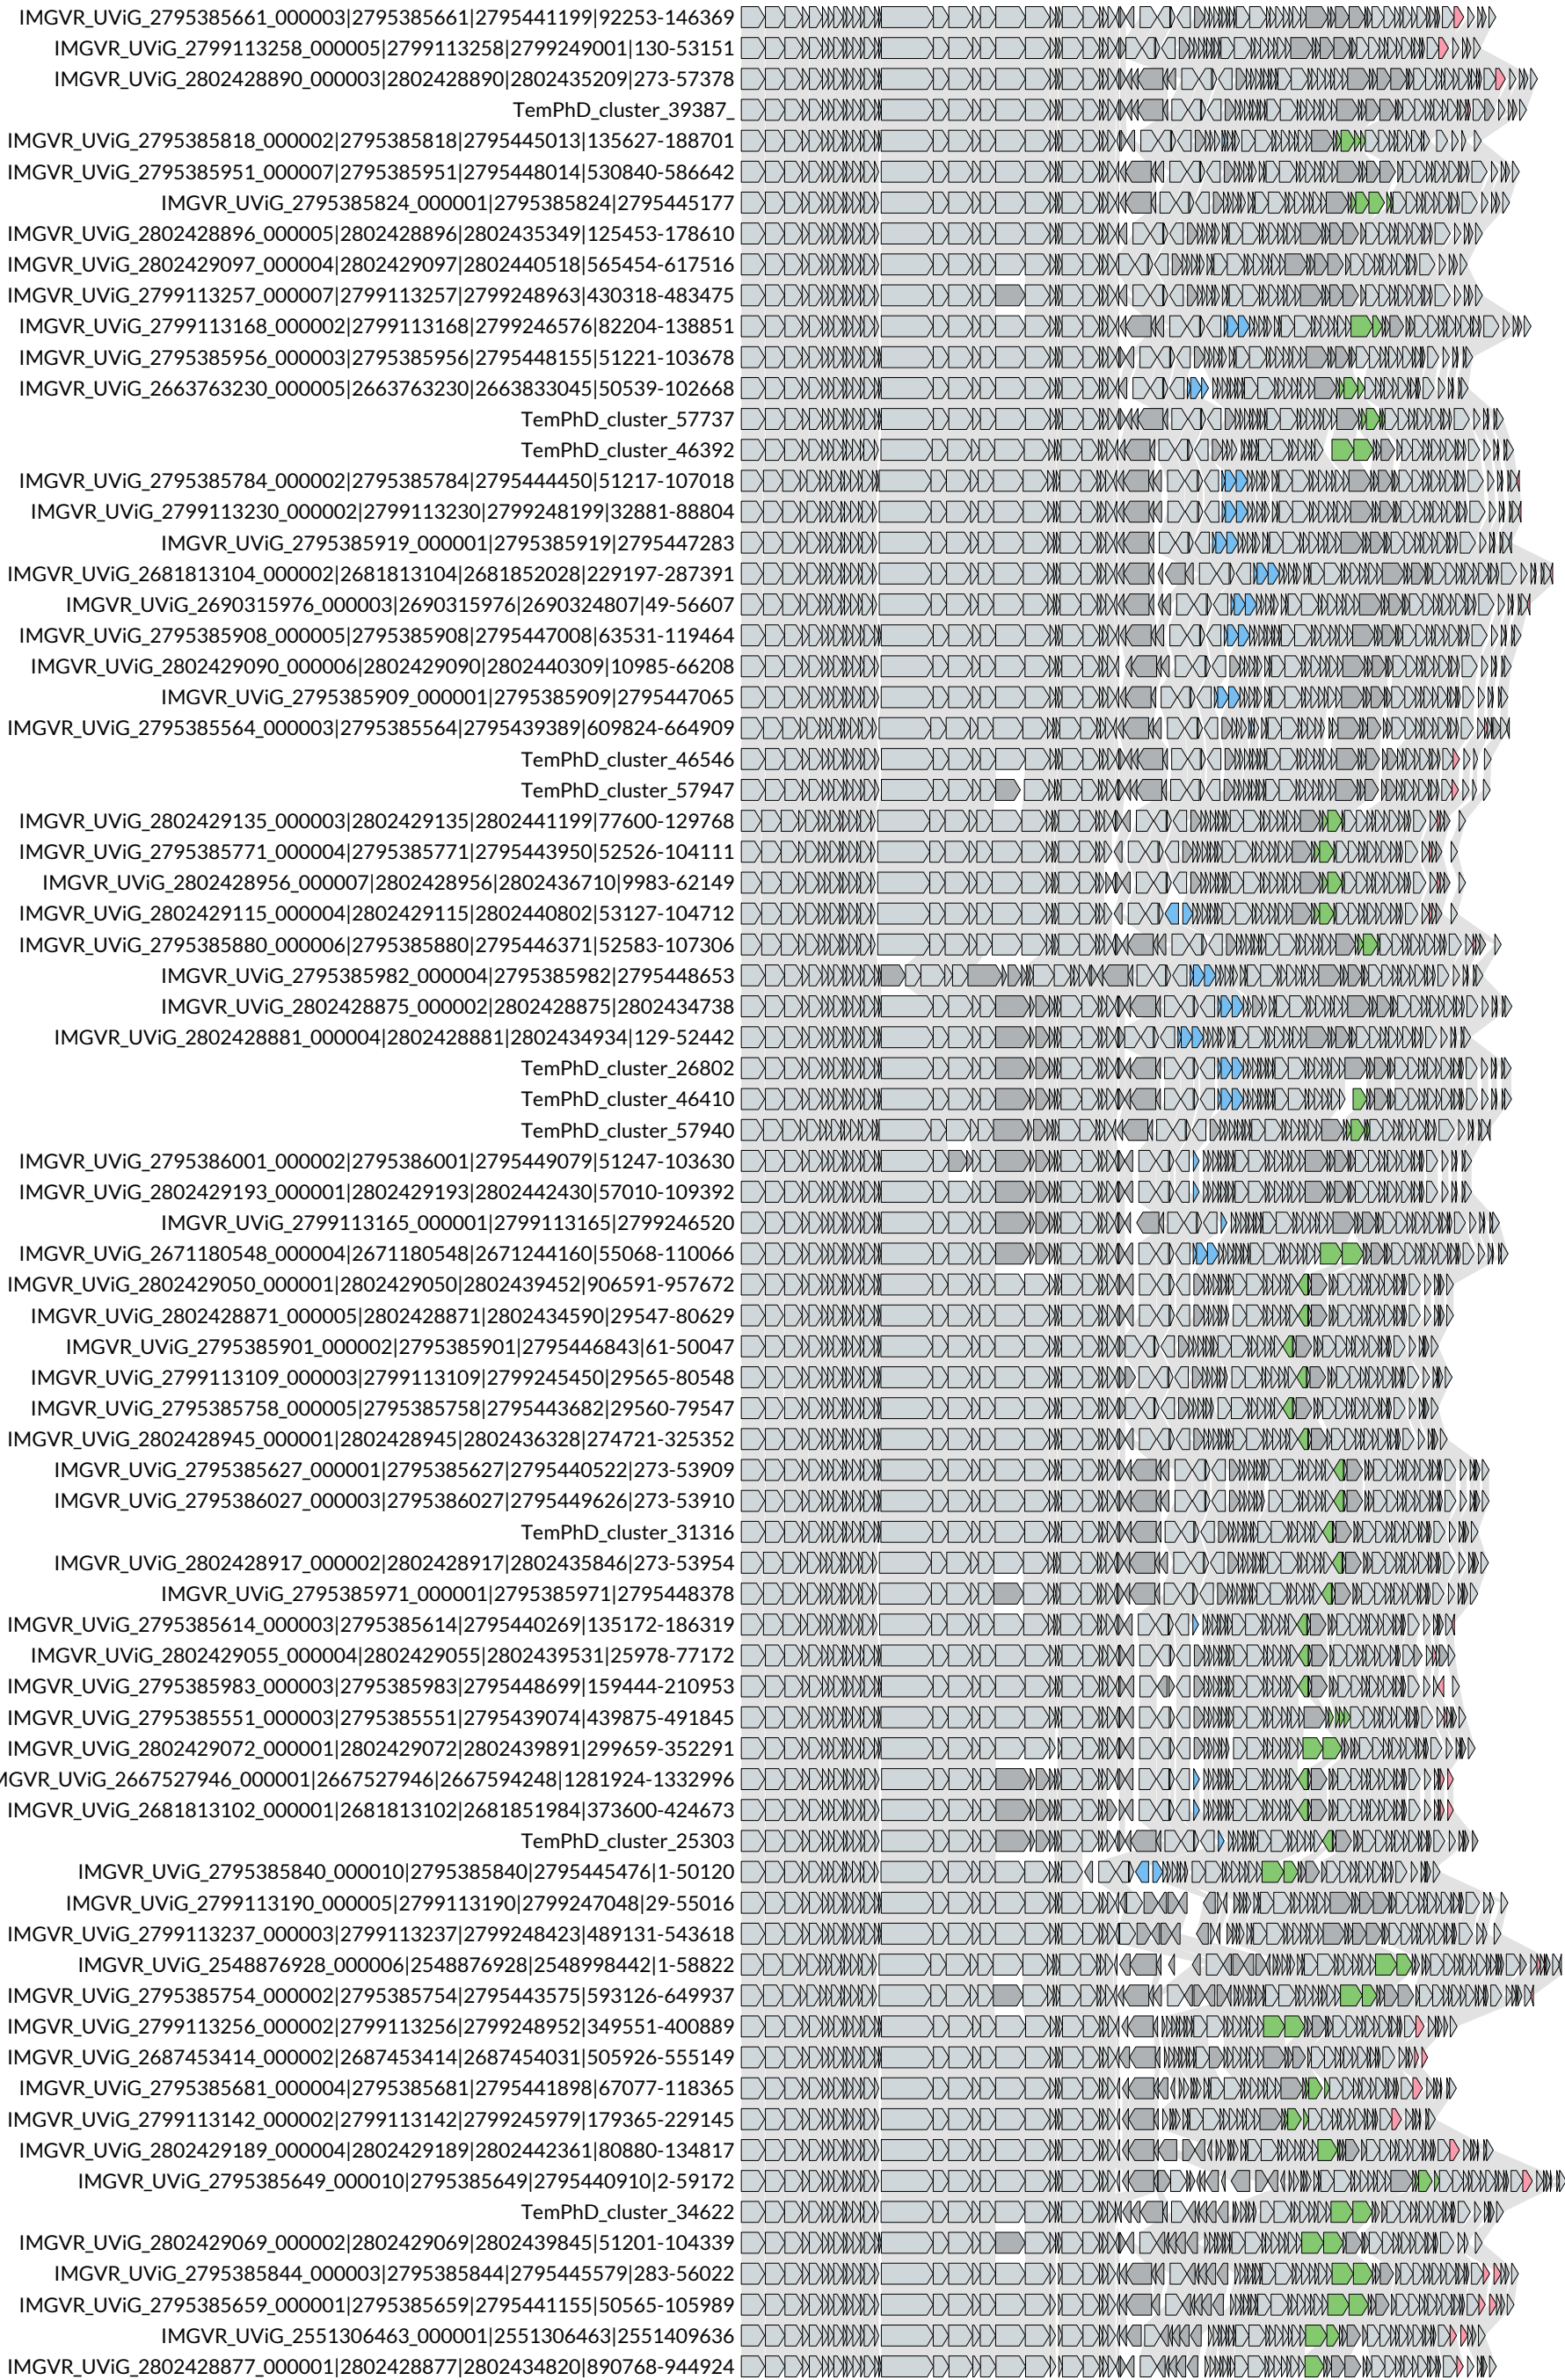 IMGVR_UViG_2795385661_000003|2795385661|2795441199|92253-146369
IMGVR_UViG_2799113258_000005|2799113258|2799249001|130-53151
IMGVR_UViG_2802428890_000003|2802428890|2802435209|273-57378
TemPhD_cluster_39387_
IMGVR_UViG_2795385818_000002|2795385818|2795445013|135627-188701
IMGVR_UViG_2795385951_000007|2795385951|2795448014|530840-586642
IMGVR_UViG_2795385824_000001|2795385824|2795445177
IMGVR_UViG_2802428896_000005|2802428896|2802435349|125453-178610
IMGVR_UViG_2802429097_000004|2802429097|2802440518|565454-617516
IMGVR_UViG_2799113257_000007|2799113257|2799248963|430318-483475
IMGVR_UViG_2799113168_000002|2799113168|2799246576|82204-138851
IMGVR_UViG_2795385956_000003|2795385956|2795448155|51221-103678
IMGVR_UViG_2663763230_000005|2663763230|2663833045|50539-102668
TemPhD_cluster_57737
TemPhD_cluster_46392
IMGVR_UViG_2795385784_000002|2795385784|2795444450|51217-107018
IMGVR_UViG_2799113230_000002|2799113230|2799248199|32881-88804
IMGVR_UViG_2795385919_000001|2795385919|2795447283
IMGVR_UViG_2681813104_000002|2681813104|2681852028|229197-287391
IMGVR_UViG_2690315976_000003|2690315976|2690324807|49-56607
IMGVR_UViG_2795385908_000005|2795385908|2795447008|63531-119464
IMGVR_UViG_2802429090_000006|2802429090|2802440309|10985-66208
IMGVR_UViG_2795385909_000001|2795385909|2795447065
IMGVR_UViG_2795385564_000003|2795385564|2795439389|609824-664909
TemPhD_cluster_46546
TemPhD_cluster_57947
IMGVR_UViG_2802429135_000003|2802429135|2802441199|77600-129768
IMGVR_UViG_2795385771_000004|2795385771|2795443950|52526-104111
IMGVR_UViG_2802428956_000007|2802428956|2802436710|9983-62149
IMGVR_UViG_2802429115_000004|2802429115|2802440802|53127-104712
IMGVR_UViG_2795385880_000006|2795385880|2795446371|52583-107306
IMGVR_UViG_2795385982_000004|2795385982|2795448653
IMGVR_UViG_2802428875_000002|2802428875|2802434738
IMGVR_UViG_2802428881_000004|2802428881|2802434934|129-52442
TemPhD_cluster_26802
TemPhD_cluster_46410
TemPhD_cluster_57940
IMGVR_UViG_2795386001_000002|2795386001|2795449079|51247-103630
IMGVR_UViG_2802429193_000001|2802429193|2802442430|57010-109392
IMGVR_UViG_2799113165_000001|2799113165|2799246520
IMGVR_UViG_2671180548_000004|2671180548|2671244160|55068-110066
IMGVR_UViG_2802429050_000001|2802429050|2802439452|906591-957672
IMGVR_UViG_2802428871_000005|2802428871|2802434590|29547-80629
IMGVR_UViG_2795385901_000002|2795385901|2795446843|61-50047
IMGVR_UViG_2799113109_000003|2799113109|2799245450|29565-80548
IMGVR_UViG_2795385758_000005|2795385758|2795443682|29560-79547
IMGVR_UViG_2802428945_000001|2802428945|2802436328|274721-325352
IMGVR_UViG_2795385627_000001|2795385627|2795440522|273-53909
IMGVR_UViG_2795386027_000003|2795386027|2795449626|273-53910
TemPhD_cluster_31316
IMGVR_UViG_2802428917_000002|2802428917|2802435846|273-53954
IMGVR_UViG_2795385971_000001|2795385971|2795448378
IMGVR_UViG_2795385614_000003|2795385614|2795440269|135172-186319
IMGVR_UViG_2802429055_000004|2802429055|2802439531|25978-77172
IMGVR_UViG_2795385983_000003|2795385983|2795448699|159444-210953
IMGVR_UViG_2795385551_000003|2795385551|2795439074|439875-491845
IMGVR_UViG_2802429072_000001|2802429072|2802439891|299659-352291
MGVR_UViG_2667527946_000001|2667527946|2667594248|1281924-1332996
IMGVR_UViG_2681813102_000001|2681813102|2681851984|373600-424673
TemPhD_cluster_25303
IMGVR_UViG_2795385840_000010|2795385840|2795445476|1-50120
IMGVR_UViG_2799113190_000005|2799113190|2799247048|29-55016
IMGVR_UViG_2799113237_000003|2799113237|2799248423|489131-543618
IMGVR_UViG_2548876928_000006|2548876928|2548998442|1-58822
IMGVR_UViG_2795385754_000002|2795385754|2795443575|593126-649937
IMGVR_UViG_2799113256_000002|2799113256|2799248952|349551-400889
IMGVR_UViG_2687453414_000002|2687453414|2687454031|505926-555149
IMGVR_UViG_2795385681_000004|2795385681|2795441898|67077-118365
IMGVR_UViG_2799113142_000002|2799113142|2799245979|179365-229145
IMGVR_UViG_2802429189_000004|2802429189|2802442361|80880-134817
IMGVR_UViG_2795385649_000010|2795385649|2795440910|2-59172
TemPhD_cluster_34622
IMGVR_UViG_2802429069_000002|2802429069|2802439845|51201-104339
IMGVR_UViG_2795385844_000003|2795385844|2795445579|283-56022
IMGVR_UViG_2795385659_000001|2795385659|2795441155|50565-105989
IMGVR_UViG_2551306463_000001|2551306463|2551409636
IMGVR_UViG_2802428877_000001|2802428877|2802434820|890768-944924